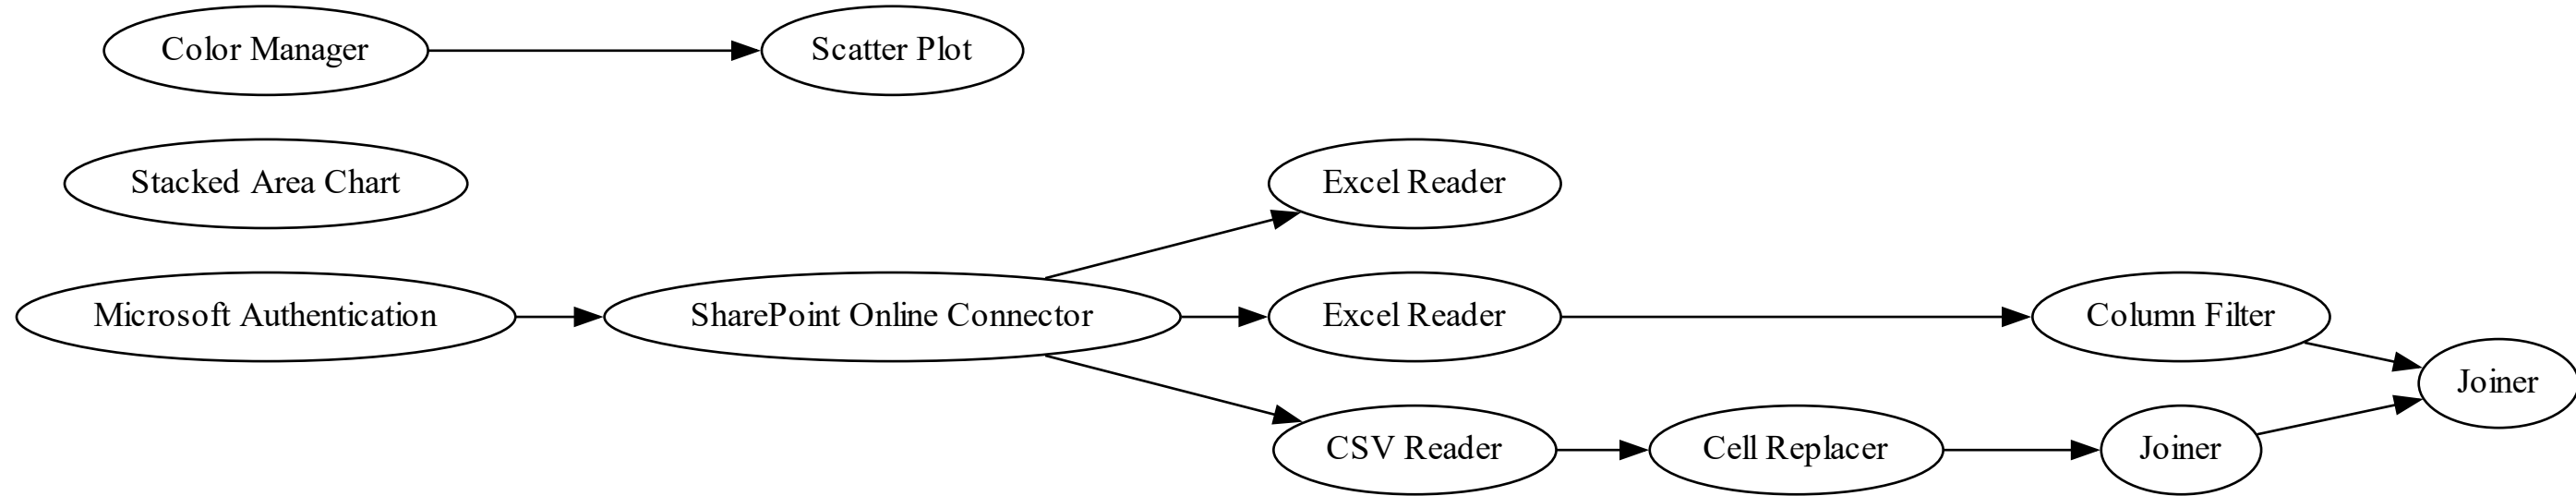 Color Manager
Scatter Plot
Stacked Area Chart
Excel Reader
Microsoft Authentication
SharePoint Online Connector
Excel Reader
Column Filter
Joiner
CSV Reader
Cell Replacer
Joiner